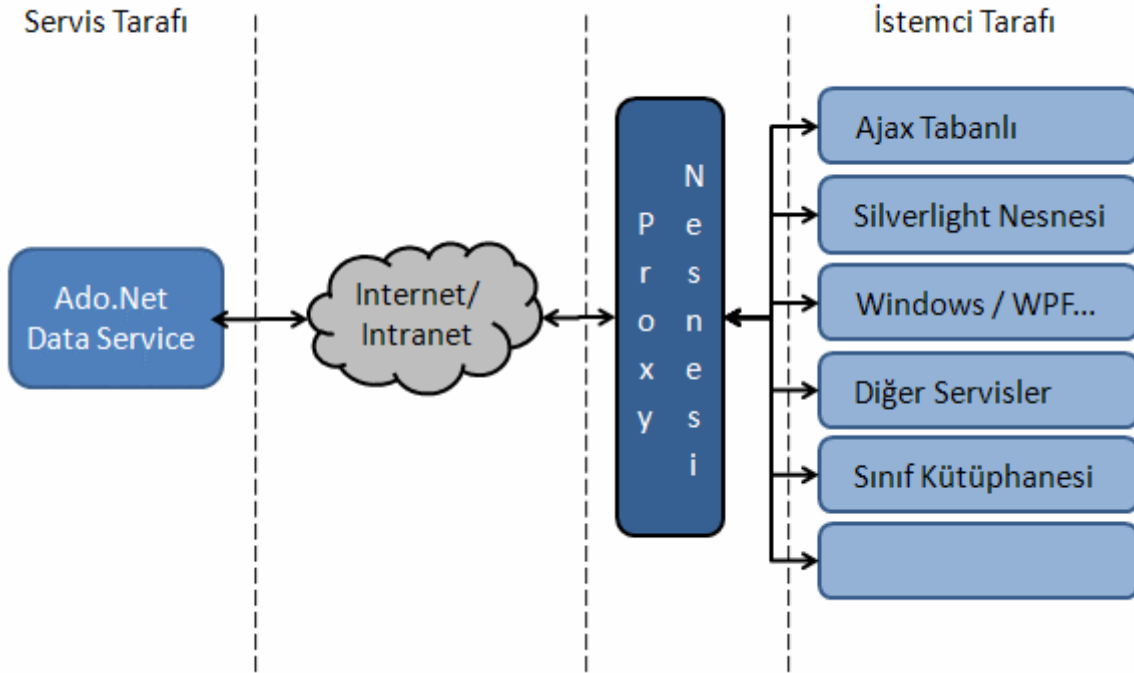 Servis Tarafı
İstemci Tarafı
Ado.Net
Data Service
Internet/
Intranet
Proxy
Nesnesi
Ajax Tabanlı
Silverlight Nesnesi
Windows / WPF...
Diğer Servisler
Sınıf Kütüphanesi